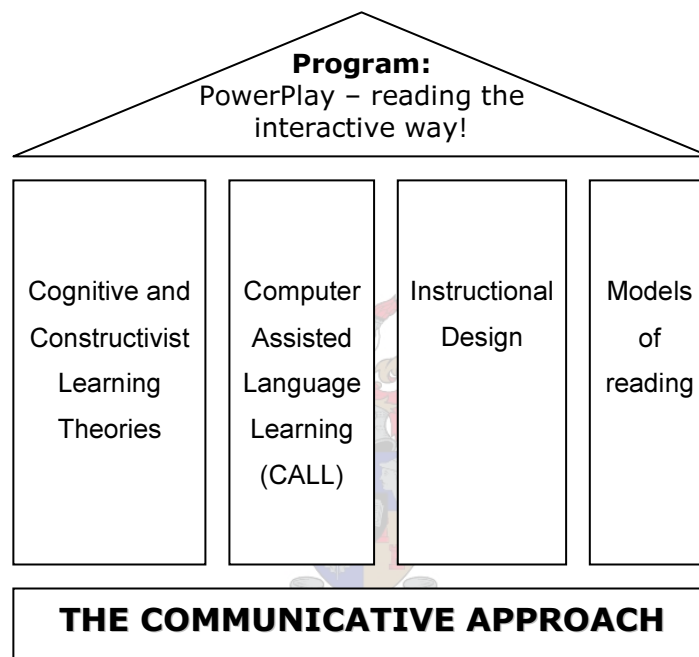 Program:
PowerPlay – reading the
interactive way!
Cognitive and
Constructivist
Learning
Theories
Computer
Assisted
Language
Learning
(CALL)
Instructional
Design
Models
of
reading
THE COMMUNICATIVE APPROACH